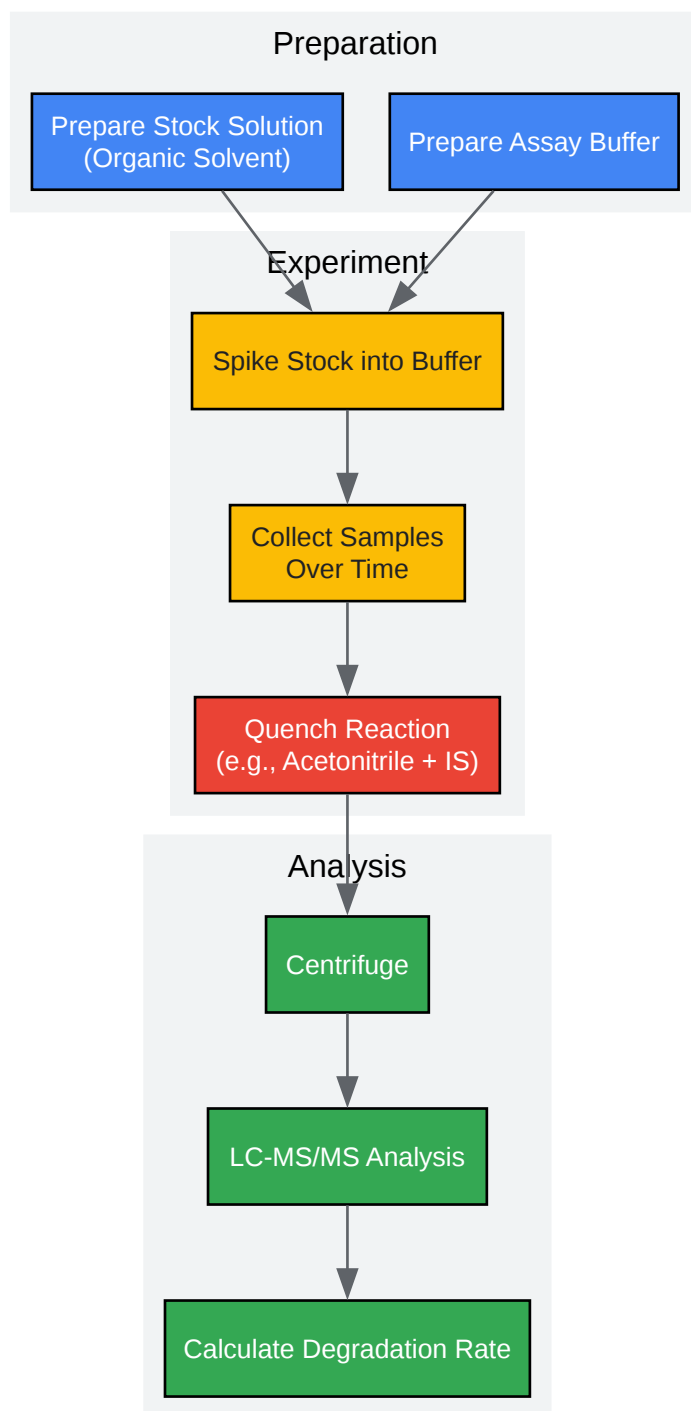 Preparation
Prepare Stock Solution
(Organic Solvent)
Prepare Assay Buffer
Experiment
Spike Stock into Buffer
Collect Samples
Over Time
Quench Reaction
(e.g., Acetonitrile + IS)
Analysis
Centrifuge
LC-MS/MS Analysis
Calculate Degradation Rate